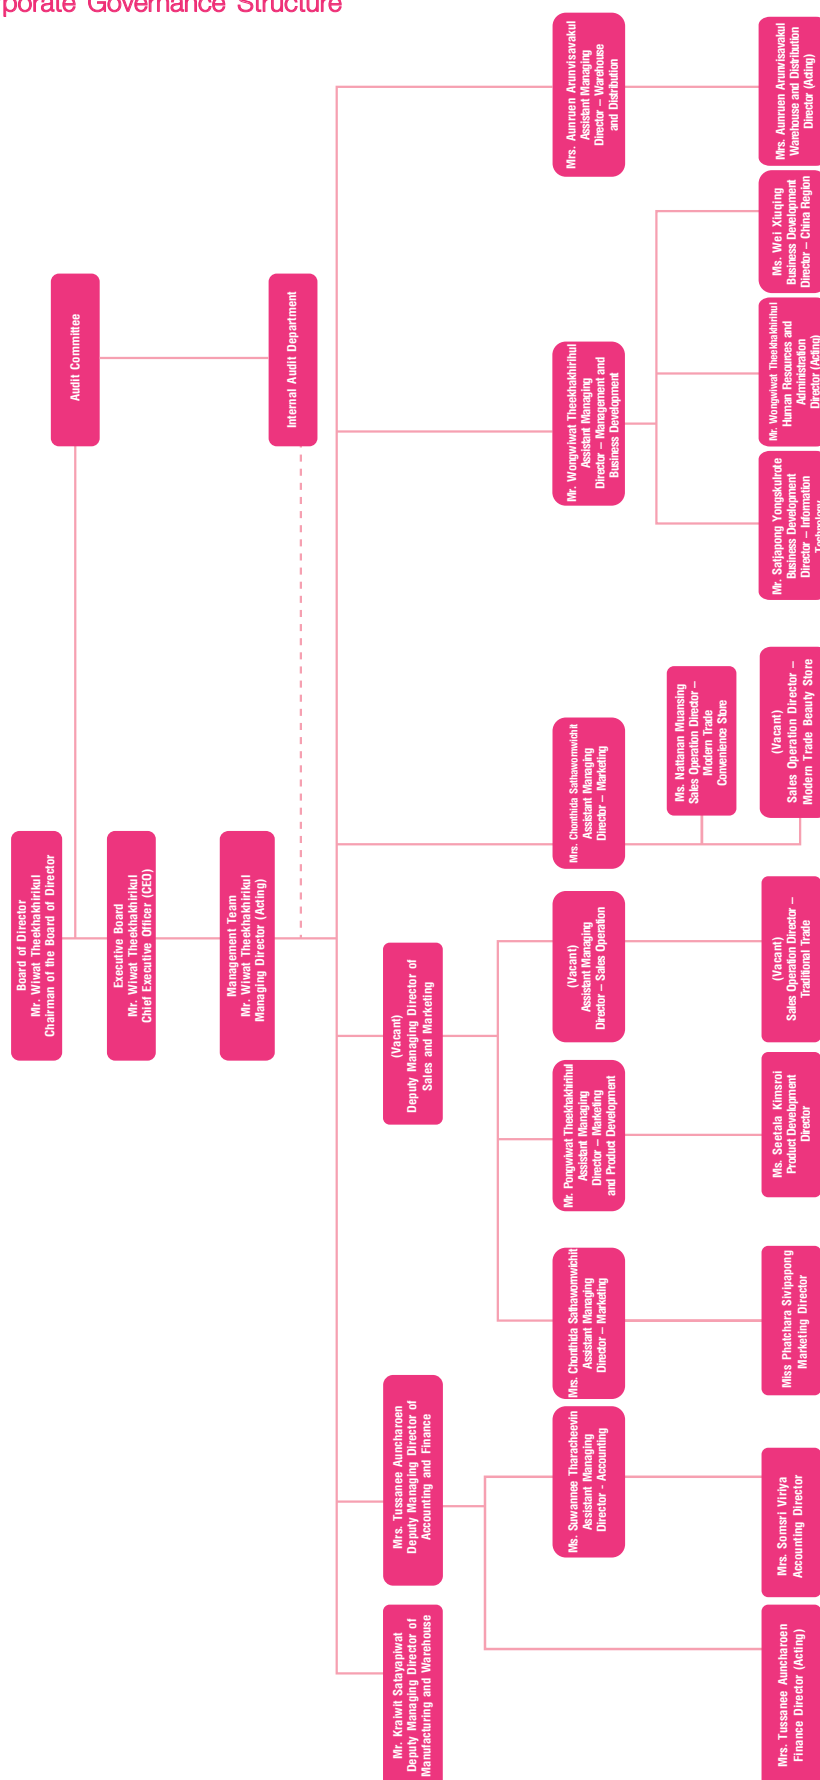 porate Governance Structure
Board of Director
Mr. Wiwat Theekhakhirikul
Chairman of the Board of Director
Audit Committee
Executive Board
Mr. Wiwat Theekhakhirikul
Chief Executive Officer (CEO)
Management Team
Mr. Wiwat Theekhakhirikul
Managing Director (Acting)
Internal Audit Department
Mr. Kraiwit Satayapiwat
Deputy Managing Director of
Manufacturing and Warehouse
Mrs. Tussanee Auncharoen
Deputy Managing Director of
Accounting and Finance
(Vacant)
Deputy Managing Director of
Sales and Marketing
Ms. Suwannee Tharacheevin
Assistant Managing
Director - Accounting
Mrs. Chonthida Sathawornwichit
Assistant Managing
Director – Marketing
Mr. Pongwiwat Theekhakhirihul
Assistant Managing
Director – Marketing
and Product Development
(Vacant)
Assistant Managing
Director – Sales Operation
Mrs. Chonthida Sathawornwichit
Assistant Managing
Director – Marketing
Mr. Wongwiwat Theekhakhirihul
Assistant Managing
Director – Management and
Business Development
Mrs. Aunruen Arunvisavakul
Assistant Managing
Director – Warehouse
and Distribution
Ms. Nattanan Muansing
Sales Operation Director –
Modern Trade
Convenience Store
Mrs. Tussanee Auncharoen
Finance Director (Acting)
Mrs. Somsri Viriya
Accounting Director
Miss Phatchara Sivipapong
Marketing Director
Ms. Seetala Kimsroi
Product Development
Director
(Vacant)
Sales Operation Director –
Traditional Trade
(Vacant)
Sales Operation Director –
Modern Trade Beauty Store
Mr. Satjapong Yongskulrote
Business Development
Director – Information
Technology
Mr. Wongwiwat Theekhakhirihul
Human Resources and
Administration
Director (Acting)
Ms. Wei Xiuqing
Business Development
Director – China Region
Mrs. Aunruen Arunvisavakul
Warehouse and Distribution
Director (Acting)